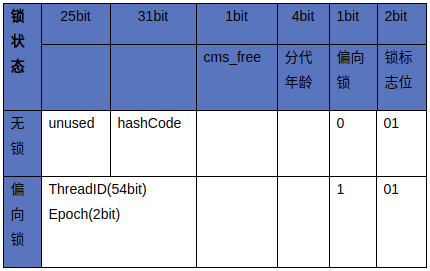 锁状态 25bit 31bit 1bit 4bit 1bit 2bit
cms_free 分代年龄 偏向锁 锁标志位
无锁 unused hashCode 0 01
偏向锁 ThreadID(54bit) 1 01
Epoch(2bit)